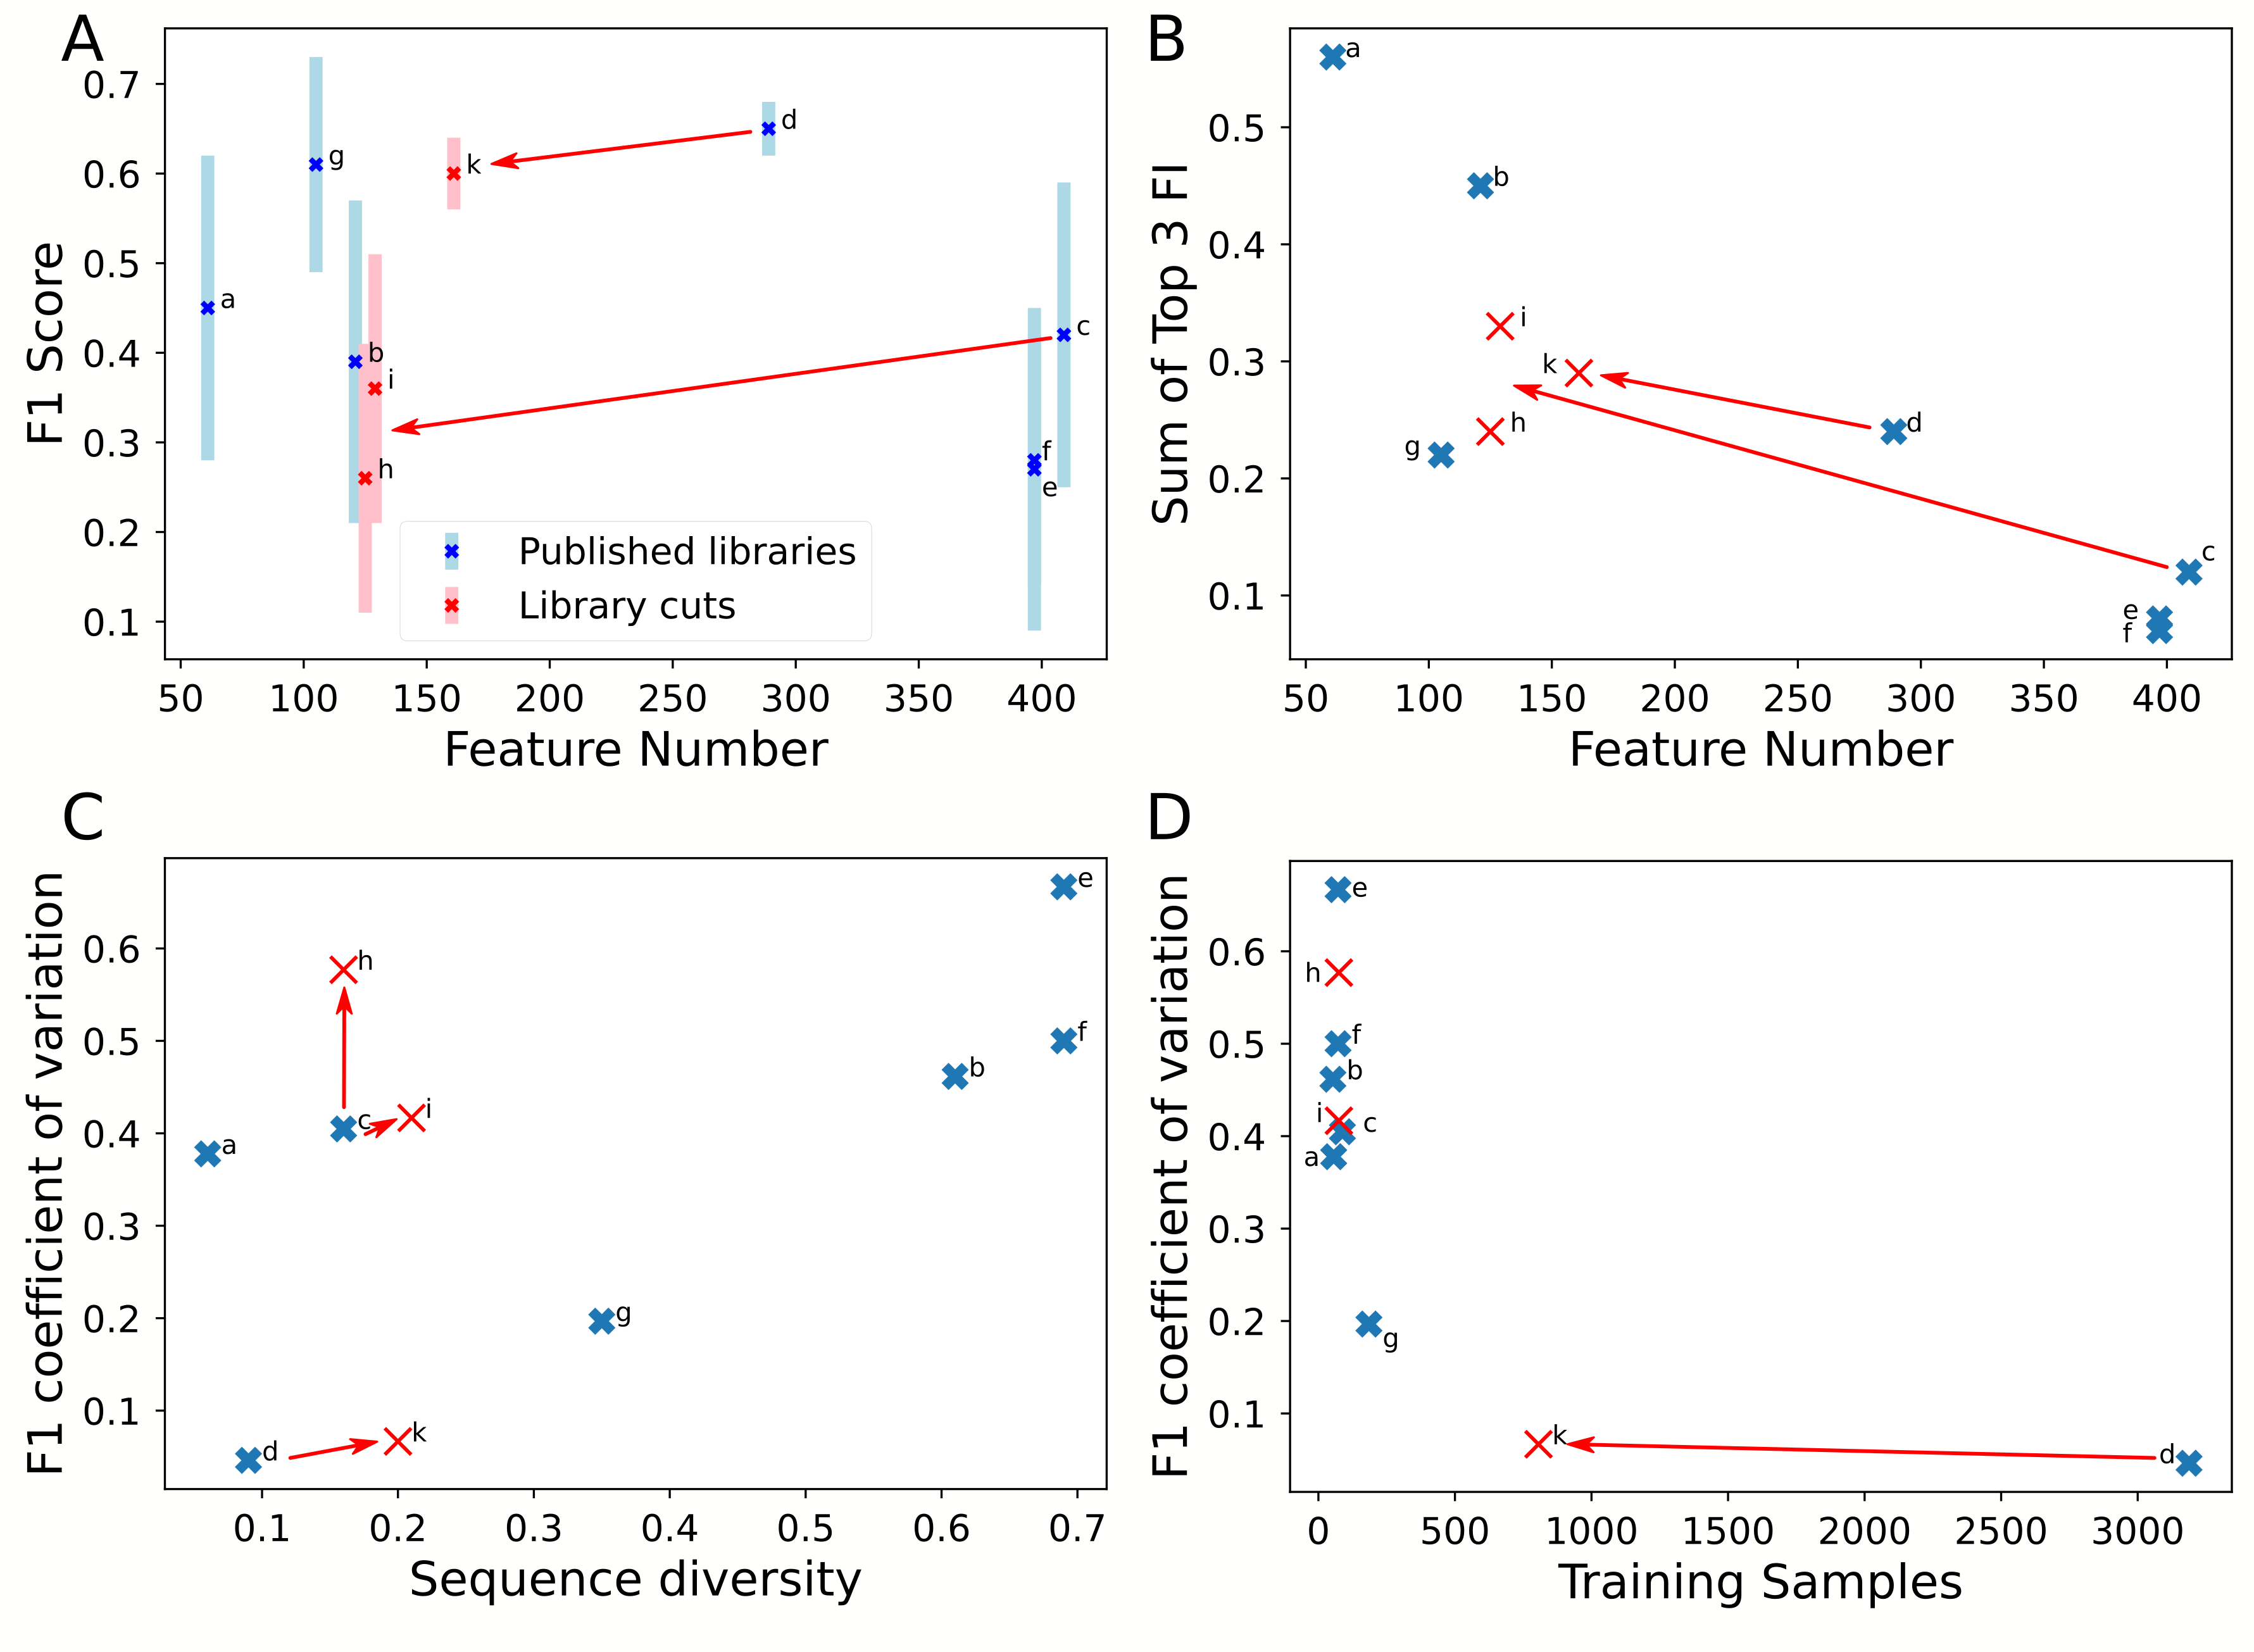 A
F1 Score
0.7
0.6
0.5
0.4
0.3
0.2
0.1
a
g
b
i
h
k
d
c
f
e
Published libraries
Library cuts
50 100 150 200 250 300 350 400
Feature Number
B
Sum of Top 3 FI
0.5
0.4
0.3
0.2
0.1
a
b
i
k
h
g
d
c
e
f
50 100 150 200 250 300 350 400
Feature Number
C
F1 coefficient of variation
0.6
0.5
0.4
0.3
0.2
0.1
e
h
f
b
c
i
a
g
k
d
0.1 0.2 0.3 0.4 0.5 0.6 0.7
Sequence diversity
D
F1 coefficient of variation
0.6
0.5
0.4
0.3
0.2
0.1
e
h
f
b
i
c
a
g
k
d
0 500 1000 1500 2000 2500 3000
Training Samples